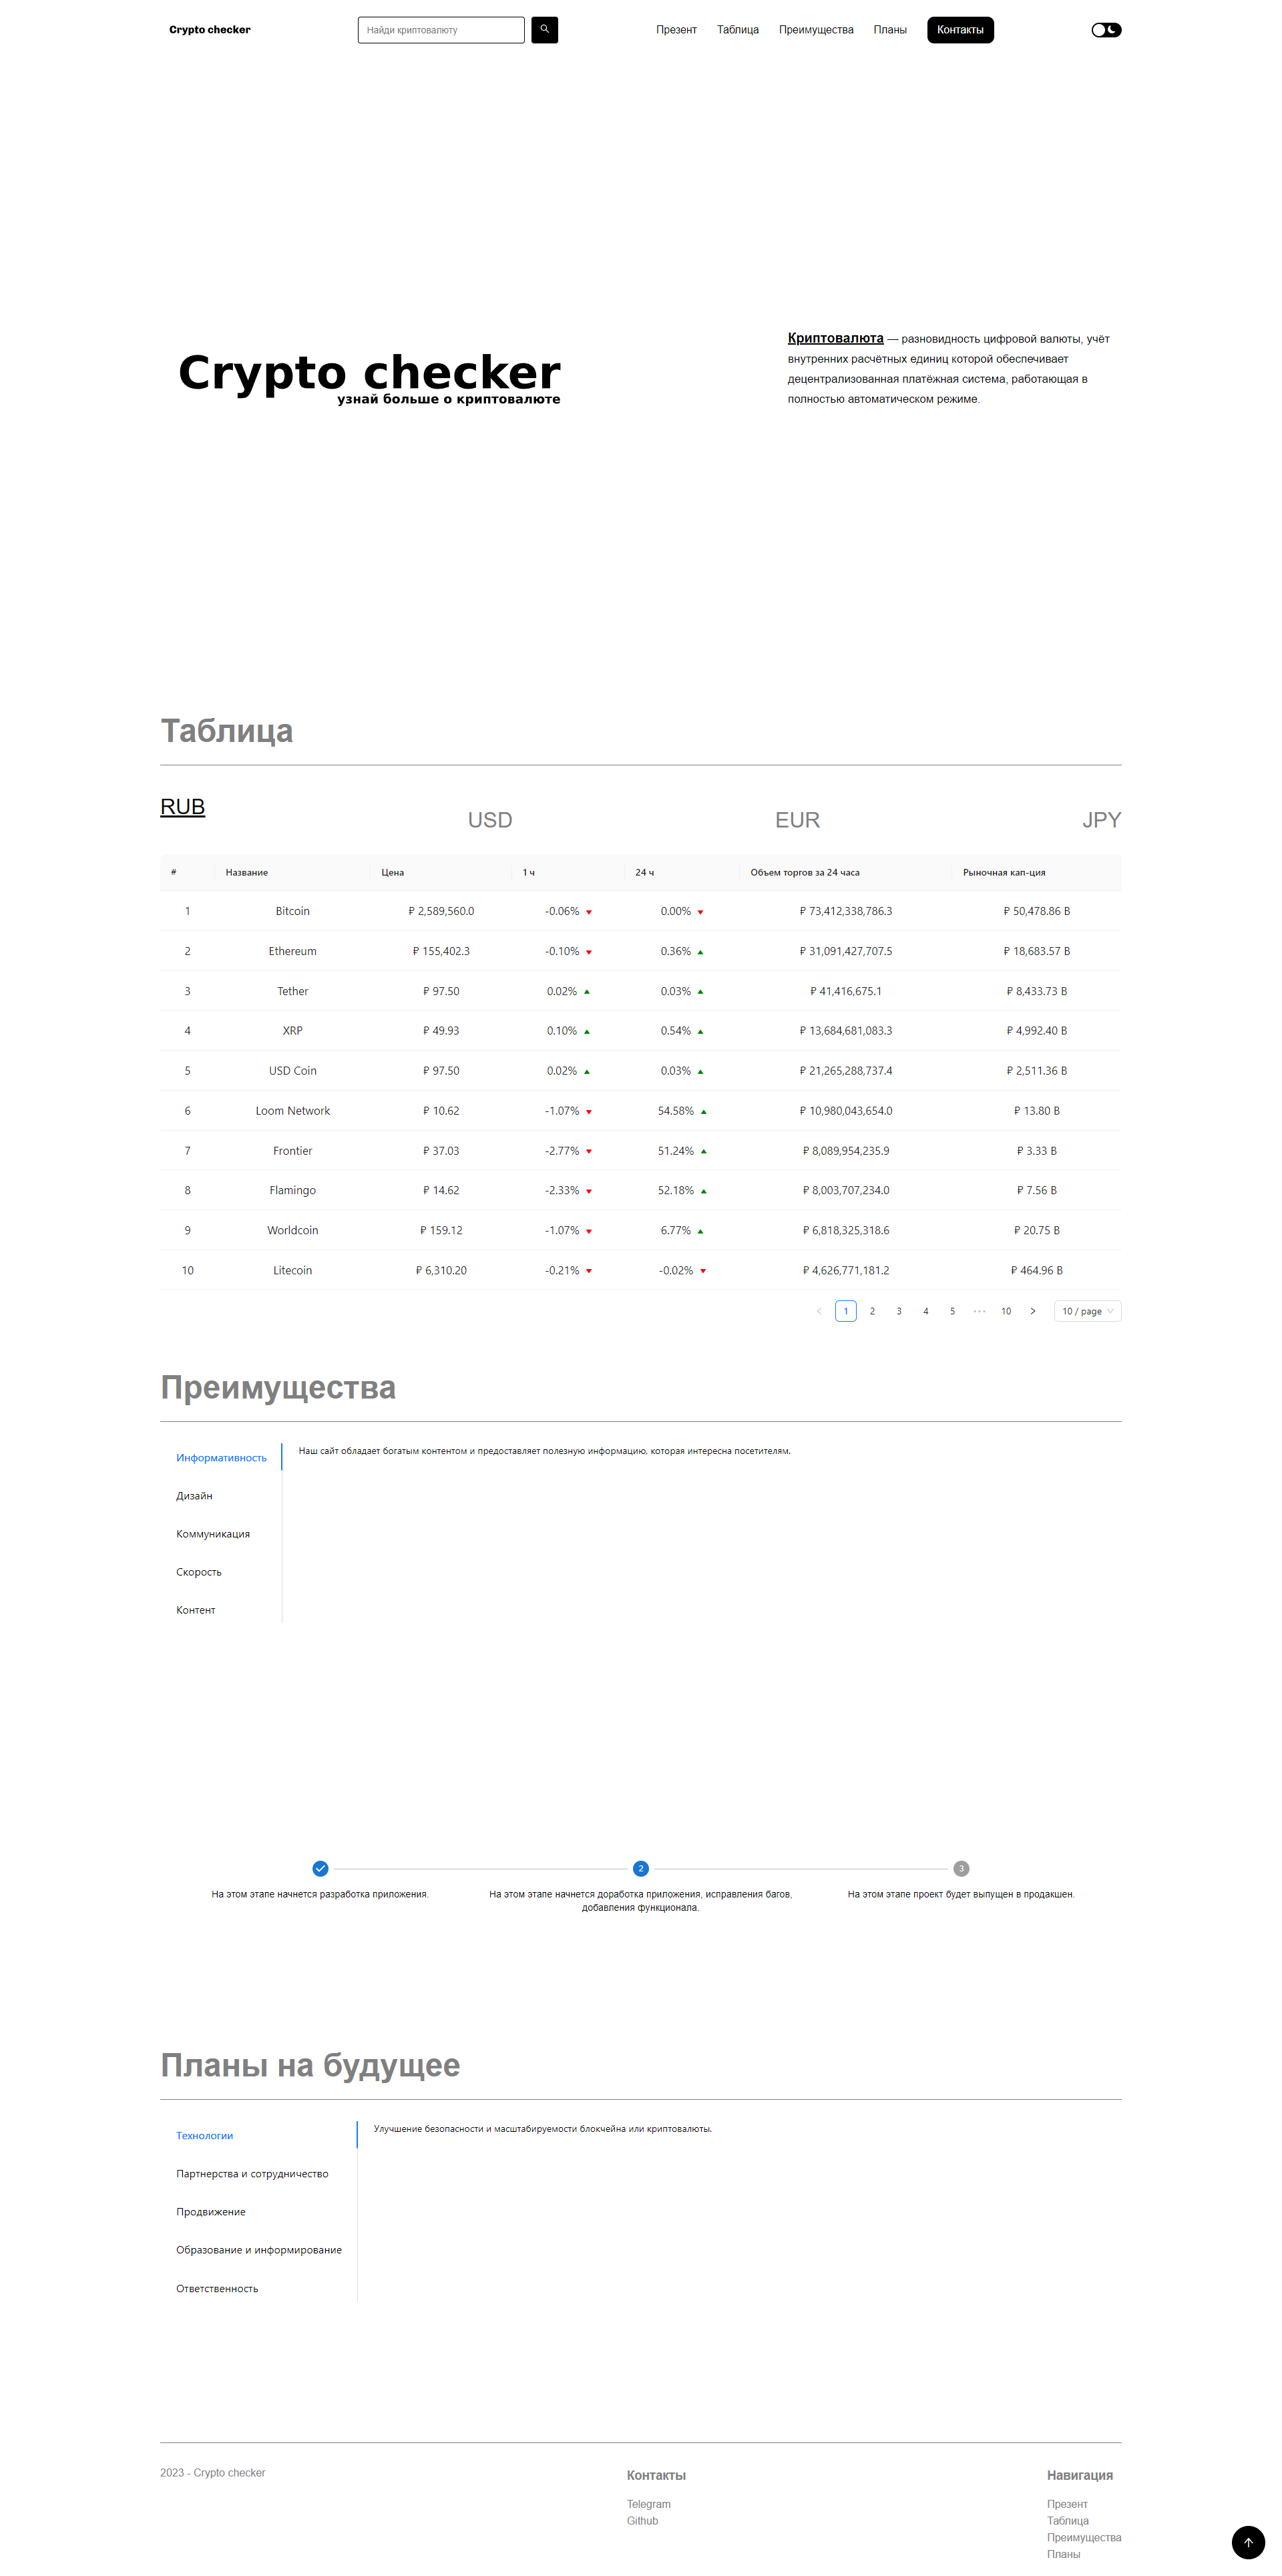 Crypto checker
Найди криптовалюту
Презент
Таблица
Преимущества
Планы
Контакты
Crypto checker
узнай больше о криптовалюте
Криптовалюта — разновидность цифровой валюты, учёт
внутренних расчётных единиц которой обеспечивает
децентрализованная платёжная система, работающая в
полностью автоматическом режиме.
Таблица
RUB USD EUR JPY
# Название Цена 1 ч 24 ч Объем торгов за 24 часа Рыночная кап-ция
1 Bitcoin ₽ 2,589,560.0 -0.06% 0.00% ₽ 73,412,338,786.3 ₽ 50,478.86 B
2 Ethereum ₽ 155,402.3 -0.10% 0.36% ₽ 31,091,427,707.5 ₽ 18,683.57 B
3 Tether ₽ 97.50 0.02% 0.03% ₽ 41,416,675.1 ₽ 8,433.73 B
4 XRP ₽ 49.93 0.10% 0.54% ₽ 13,684,681,083.3 ₽ 4,992.40 B
5 USD Coin ₽ 97.50 0.02% 0.03% ₽ 21,265,288,737.4 ₽ 2,511.36 B
6 Loom Network ₽ 10.62 -1.07% 54.58% ₽ 10,980,043,654.0 ₽ 13.80 B
7 Frontier ₽ 37.03 -2.77% 51.24% ₽ 8,089,954,235.9 ₽ 3.33 B
8 Flamingo ₽ 14.62 -2.33% 52.18% ₽ 8,003,707,234.0 ₽ 7.56 B
9 Worldcoin ₽ 159.12 -1.07% 6.77% ₽ 6,818,325,318.6 ₽ 20.75 B
10 Litecoin ₽ 6,310.20 -0.21% -0.02% ₽ 4,626,771,181.2 ₽ 464.96 B
1 2 3 4 5 ••• 10 10 / page
Преимущества
Информативность
Дизайн
Коммуникация
Скорость
Контент
Наш сайт обладает богатым контентом и предоставляет полезную информацию, которая интересна посетителям.
2
3
На этом этапе начнется разработка приложения.
На этом этапе начнется доработка приложения, исправления багов,
добавления функционала.
На этом этапе проект будет выпущен в продакшен.
Планы на будущее
Технологии
Партнерства и сотрудничество
Продвижение
Образование и информирование
Ответственность
Улучшение безопасности и масштабируемости блокчейна или криптовалюты.
2023 - Crypto checker
Контакты
Telegram
Github
Навигация
Презент
Таблица
Преимущества
Планы